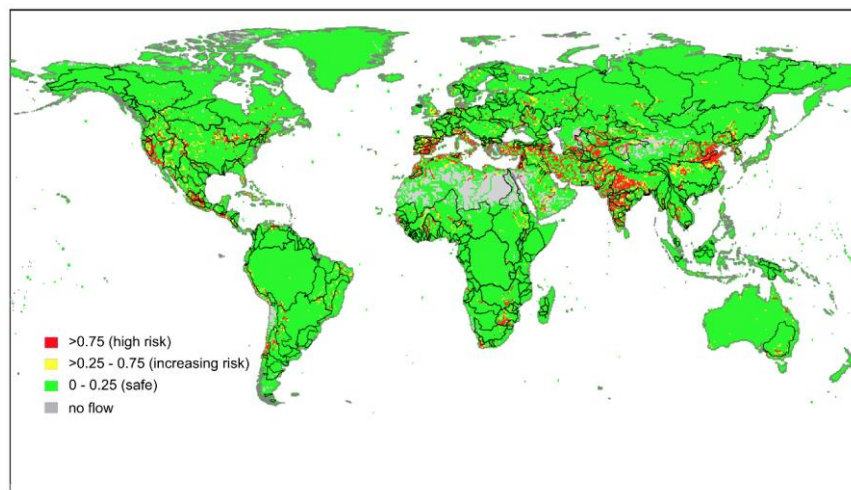 >0.75 (high risk)
>0.25 - 0.75 (increasing risk)
0 - 0.25 (safe)
no flow